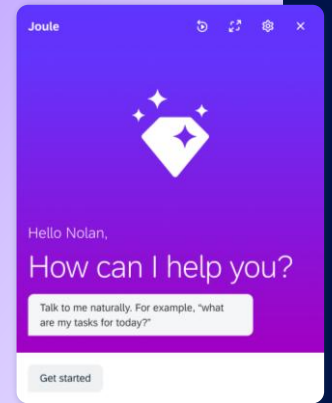 Joule
Hello Nolan,
How can I help you?
Talk to me naturally. For example, “what
are my tasks for today?”
Get started